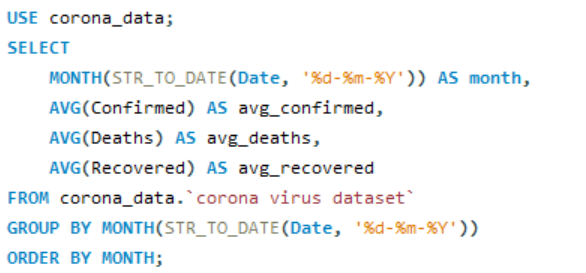 USE corona_data;
SELECT
MONTH(STR_TO_DATE(Date, '%d-%m-%Y')) AS month,
AVG(Confirmed) AS avg_confirmed,
AVG(Deaths) AS avg_deaths,
AVG(Recovered) AS avg_recovered
FROM corona_data.`corona virus dataset`
GROUP BY MONTH(STR_TO_DATE(Date, '%d-%m-%Y'))
ORDER BY MONTH;